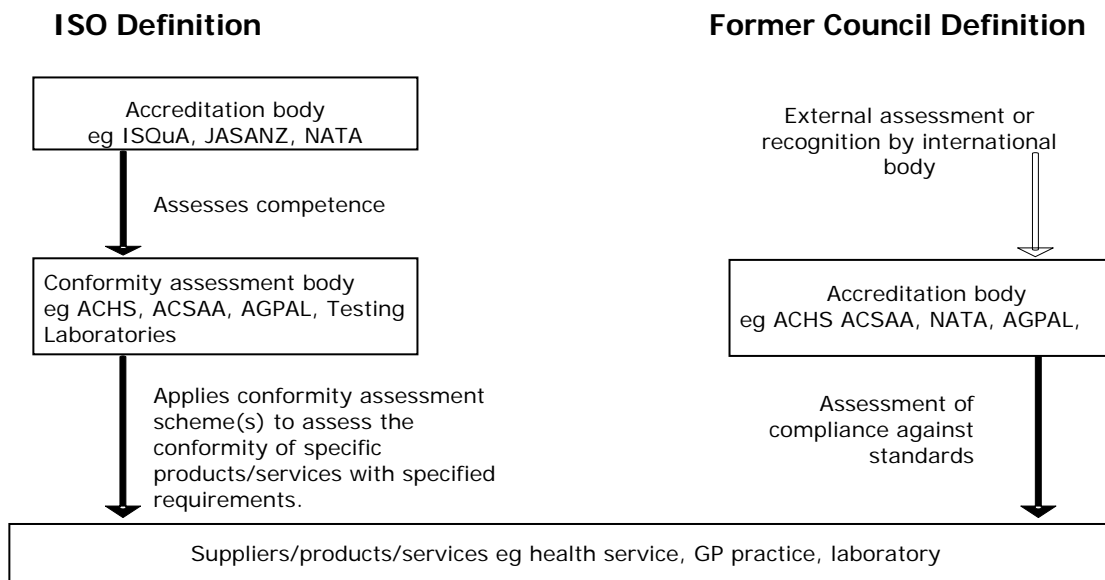 ISO Definition
Accreditation body
eg ISQuA, JASANZ, NATA
Assesses competence
Conformity assessment body
eg ACHS, ACSAA, AGPAL, Testing
Laboratories
Applies conformity assessment
scheme(s) to assess the
conformity of specific
products/services with specified
requirements.
Former Council Definition
External assessment or
recognition by international
body
Accreditation body
eg ACHS ACSAA, NATA, AGPAL,
Assessment of
compliance against
standards
Suppliers/products/services eg health service, GP practice, laboratory